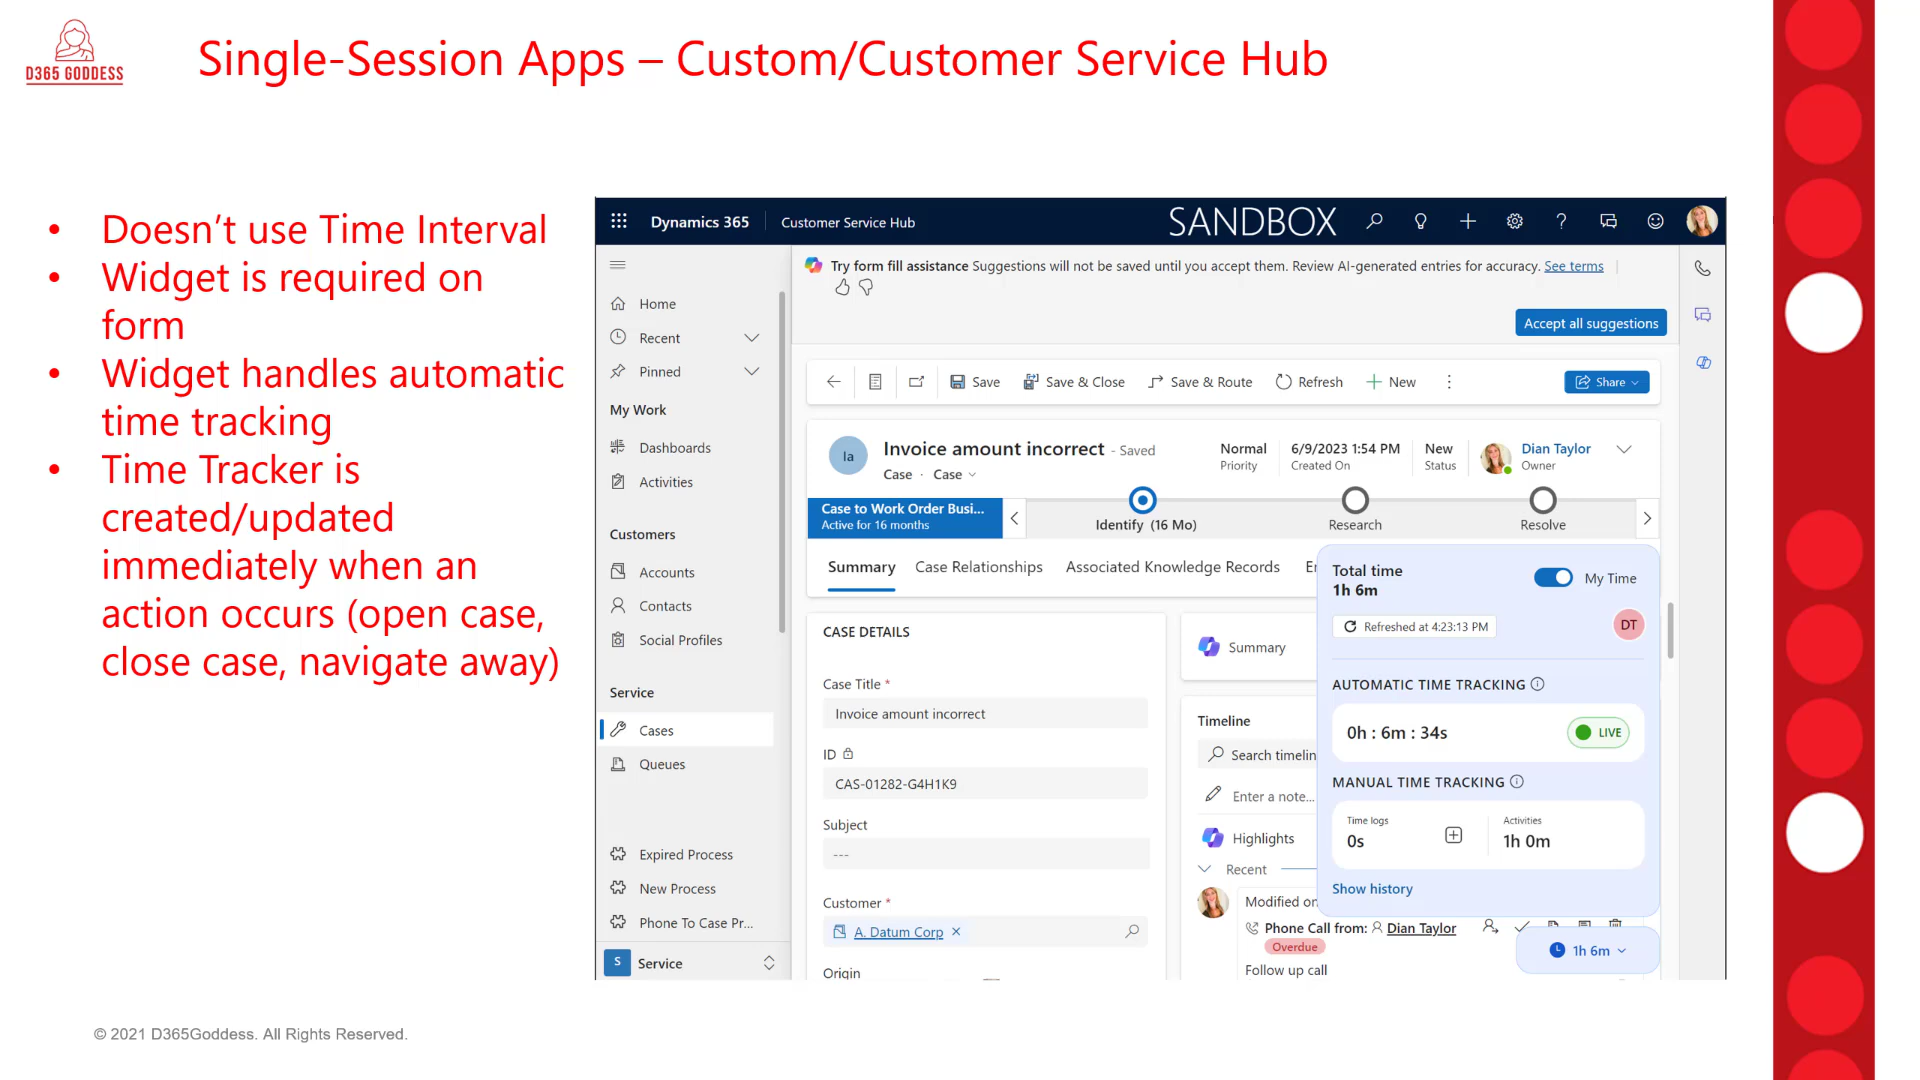 D365 GODDESS
Single-Session Apps – Custom/Customer Service Hub
• Doesn't use Time Interval
• Widget is required on
form
• Widget handles automatic
time tracking
• Time Tracker is
created/updated
immediately when an
action occurs (open case,
close case, navigate away)
Dynamics 365
Customer Service Hub
SANDBOX
Home
Recent
Pinned
My Work
Dashboards
Activities
Customers
Accounts
Contacts
Social Profiles
Service
Cases
Queues
Expired Process
New Process
Phone To Case Pr...
S Service
Try form fill assistance Suggestions will not be saved until you accept them. Review AI-generated entries for accuracy. See terms
Accept all suggestions
Save
Save & Close
Save & Route
Refresh
New
Share
Ia
Invoice amount incorrect - Saved
Case · Case
Normal
Priority
6/9/2023 1:54 PM
Created On
New
Status
Dian Taylor
Owner
Case to Work Order Busi...
Active for 16 months
Identify (16 Mo)
Research
Resolve
Summary
Case Relationships
Associated Knowledge Records
CASE DETAILS
Case Title *
Invoice amount incorrect
ID
CAS-01282-G4H1K9
Subject
---
Customer *
A. Datum Corp
Origin
Summary
Timeline
Search timelin
Enter a note...
Highlights
Recent
Modified on
Phone Call from: Dian Taylor
Overdue
Follow up call
Total time
1h 6m
My Time
Refreshed at 4:23:13 PM
DT
AUTOMATIC TIME TRACKING
0h : 6m : 34s
LIVE
MANUAL TIME TRACKING
Time logs
0s
Activities
1h 0m
Show history
1h 6m
© 2021 D365Goddess. All Rights Reserved.